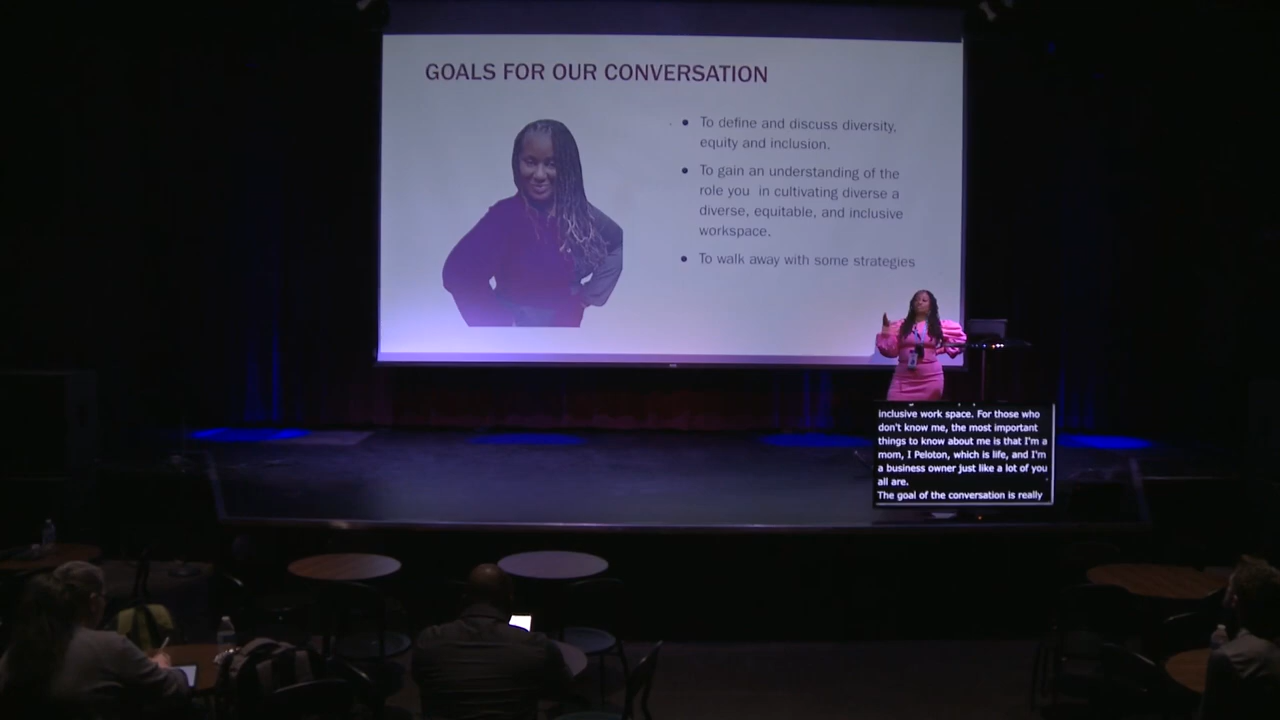 GOALS FOR OUR CONVERSATION
● To define and discuss diversity,
equity and inclusion.
● To gain an understanding of the
role you  in cultivating diverse a
diverse, equitable, and inclusive
workspace.
● To walk away with some strategies
inclusive work space. For those who
don't know me, the most important
things to know about me is that I'm a
mom, I Peloton, which is life, and I'm
a business owner just like a lot of you
all are.
The goal of the conversation is really